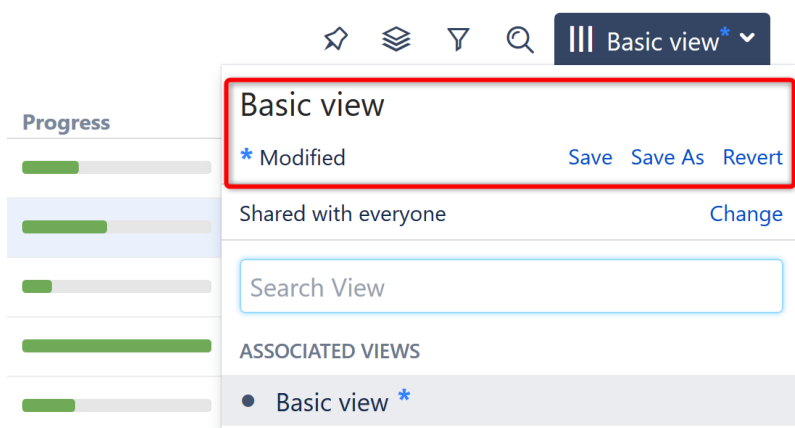 Basic view*
Progress
Basic view
* Modified Save Save As Revert
Shared with everyone Change
Search View
ASSOCIATED VIEWS
• Basic view *